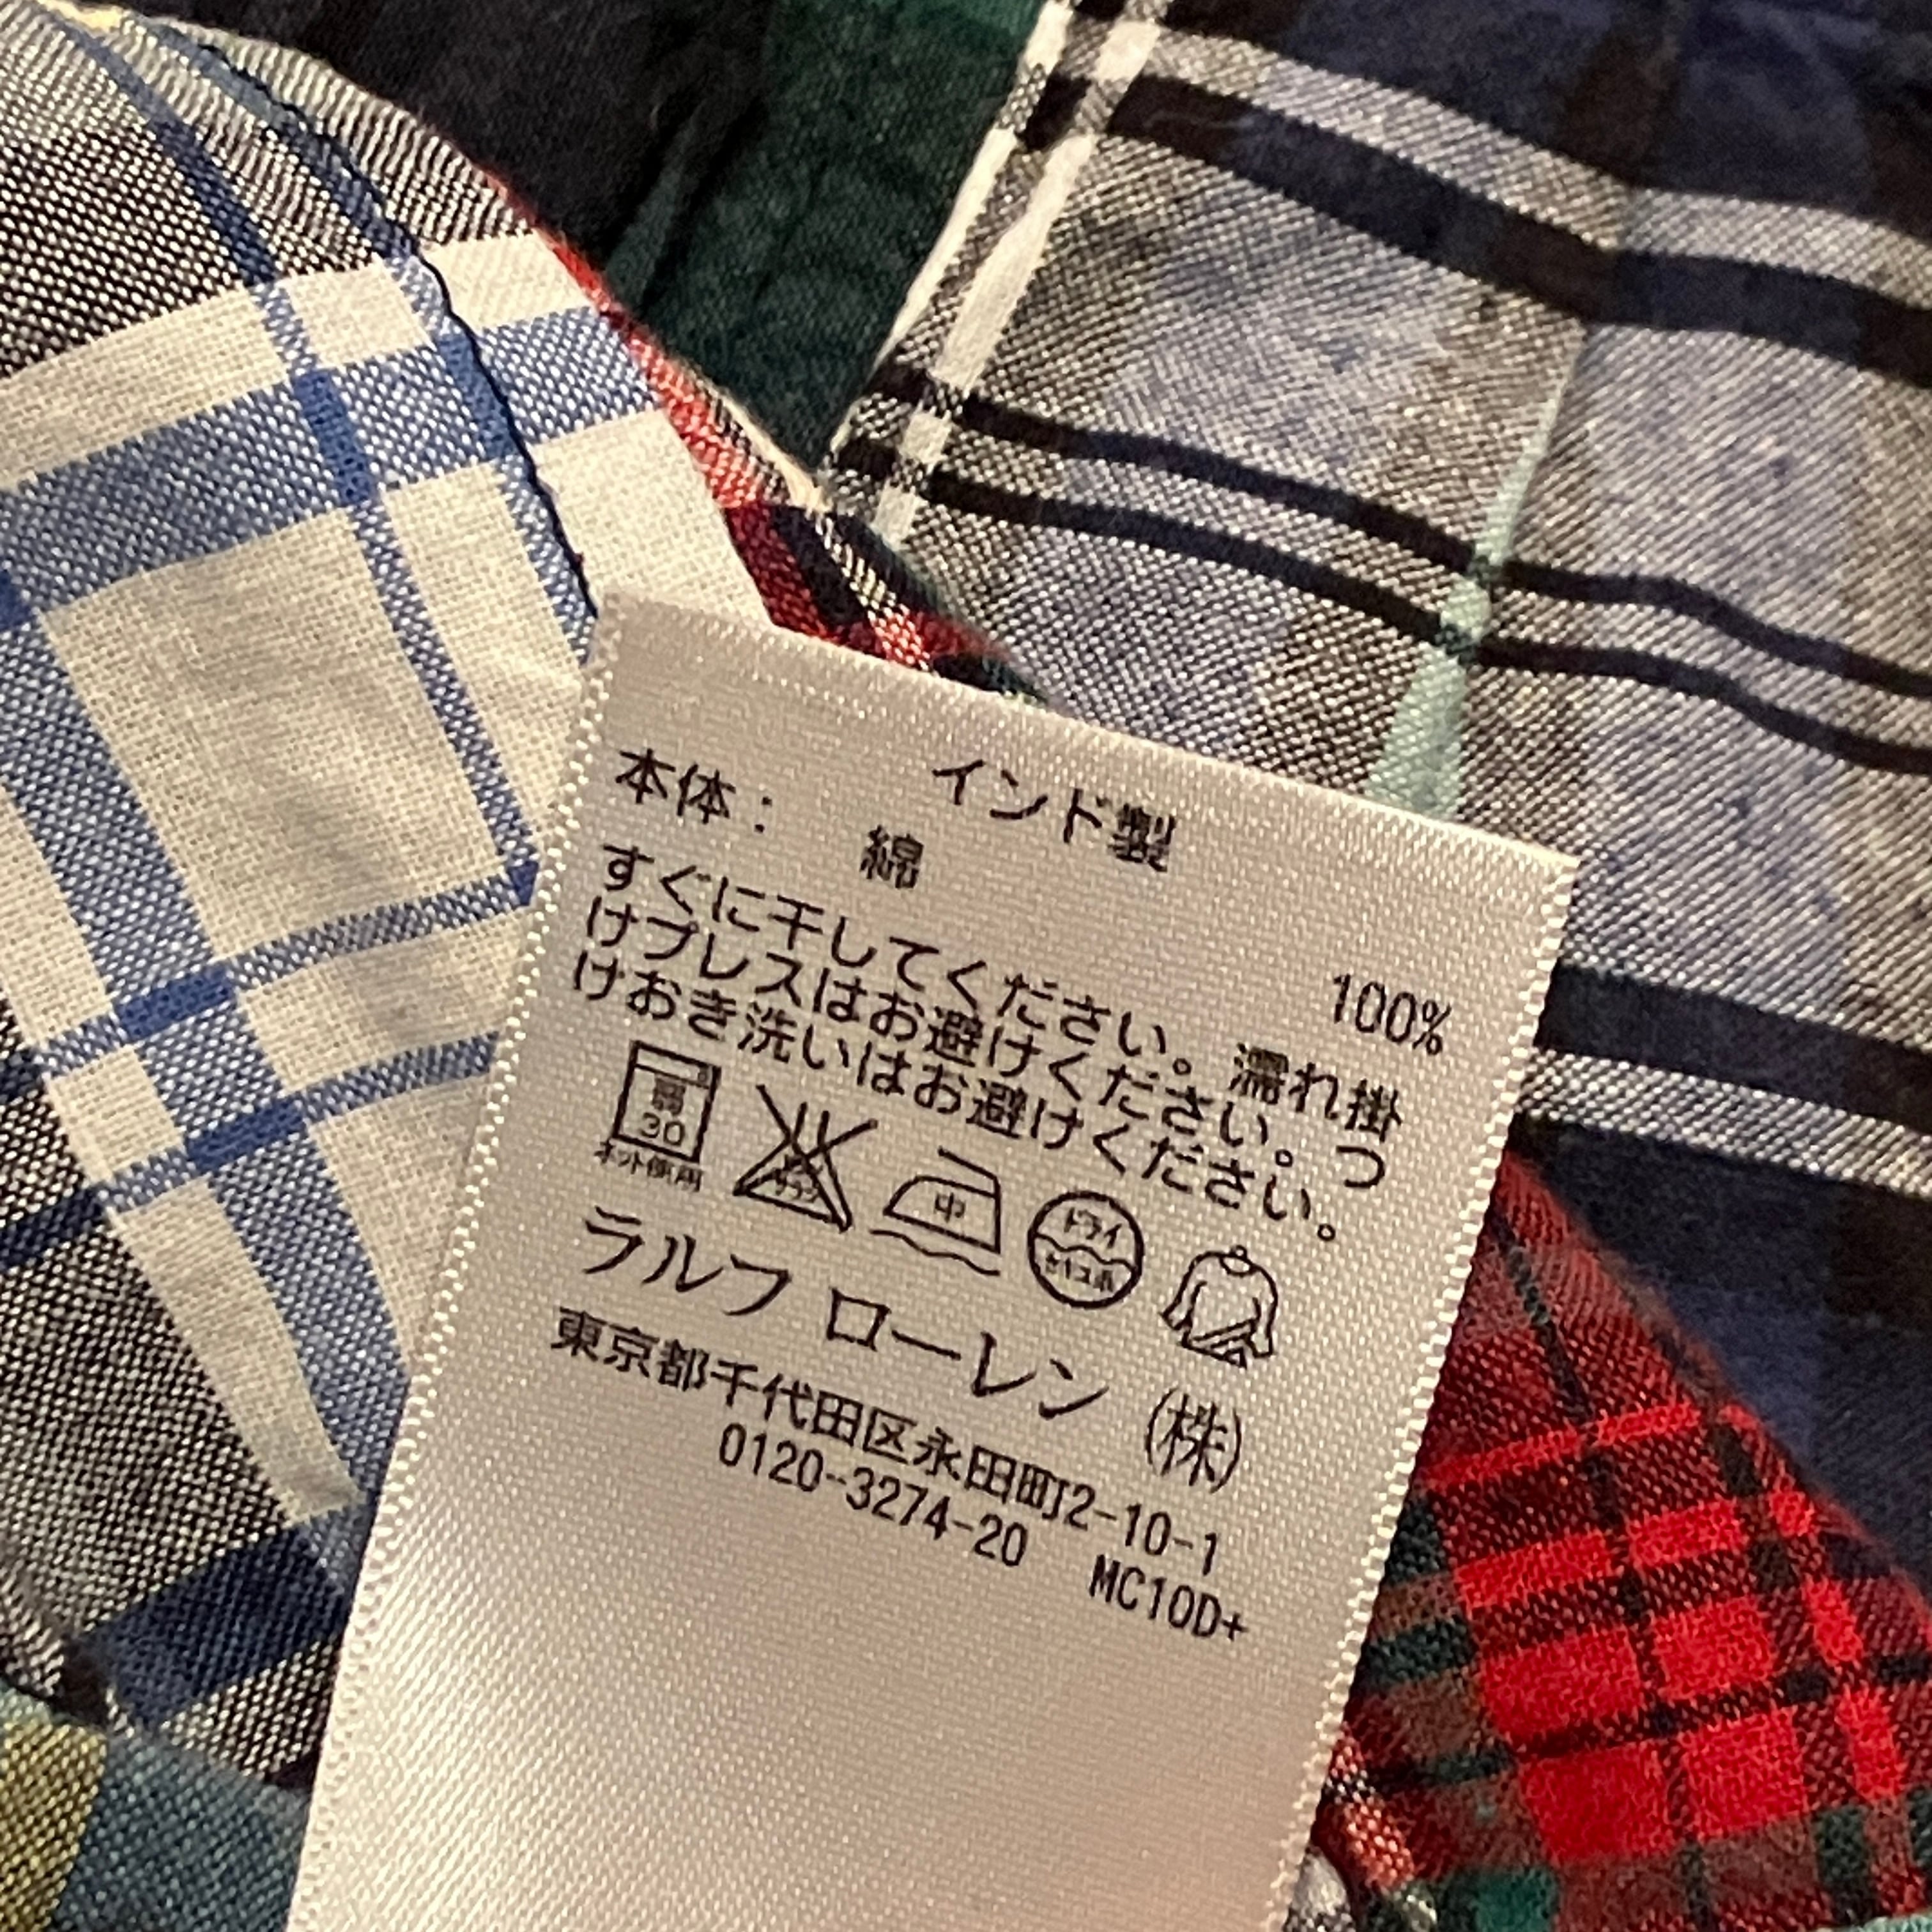 インド製
本体： 綿 100%
すぐに干してください。濡れ掛
けプレスはお避けください。つ
けおき洗いはお避けください。
弱
30
ネット使用
中
ドライ
セキユ系
ラルフ ローレン (株)
東京都千代田区永田町2-10-1
0120-3274-20 MC10D+